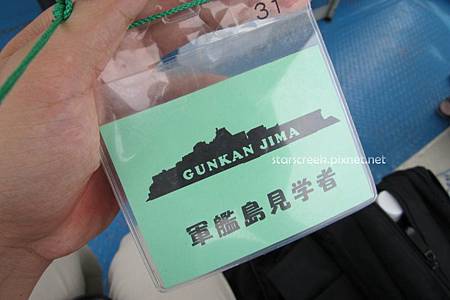 31
GUNKAN JIMA
starscreek.pixnet.net
軍艦島見学者